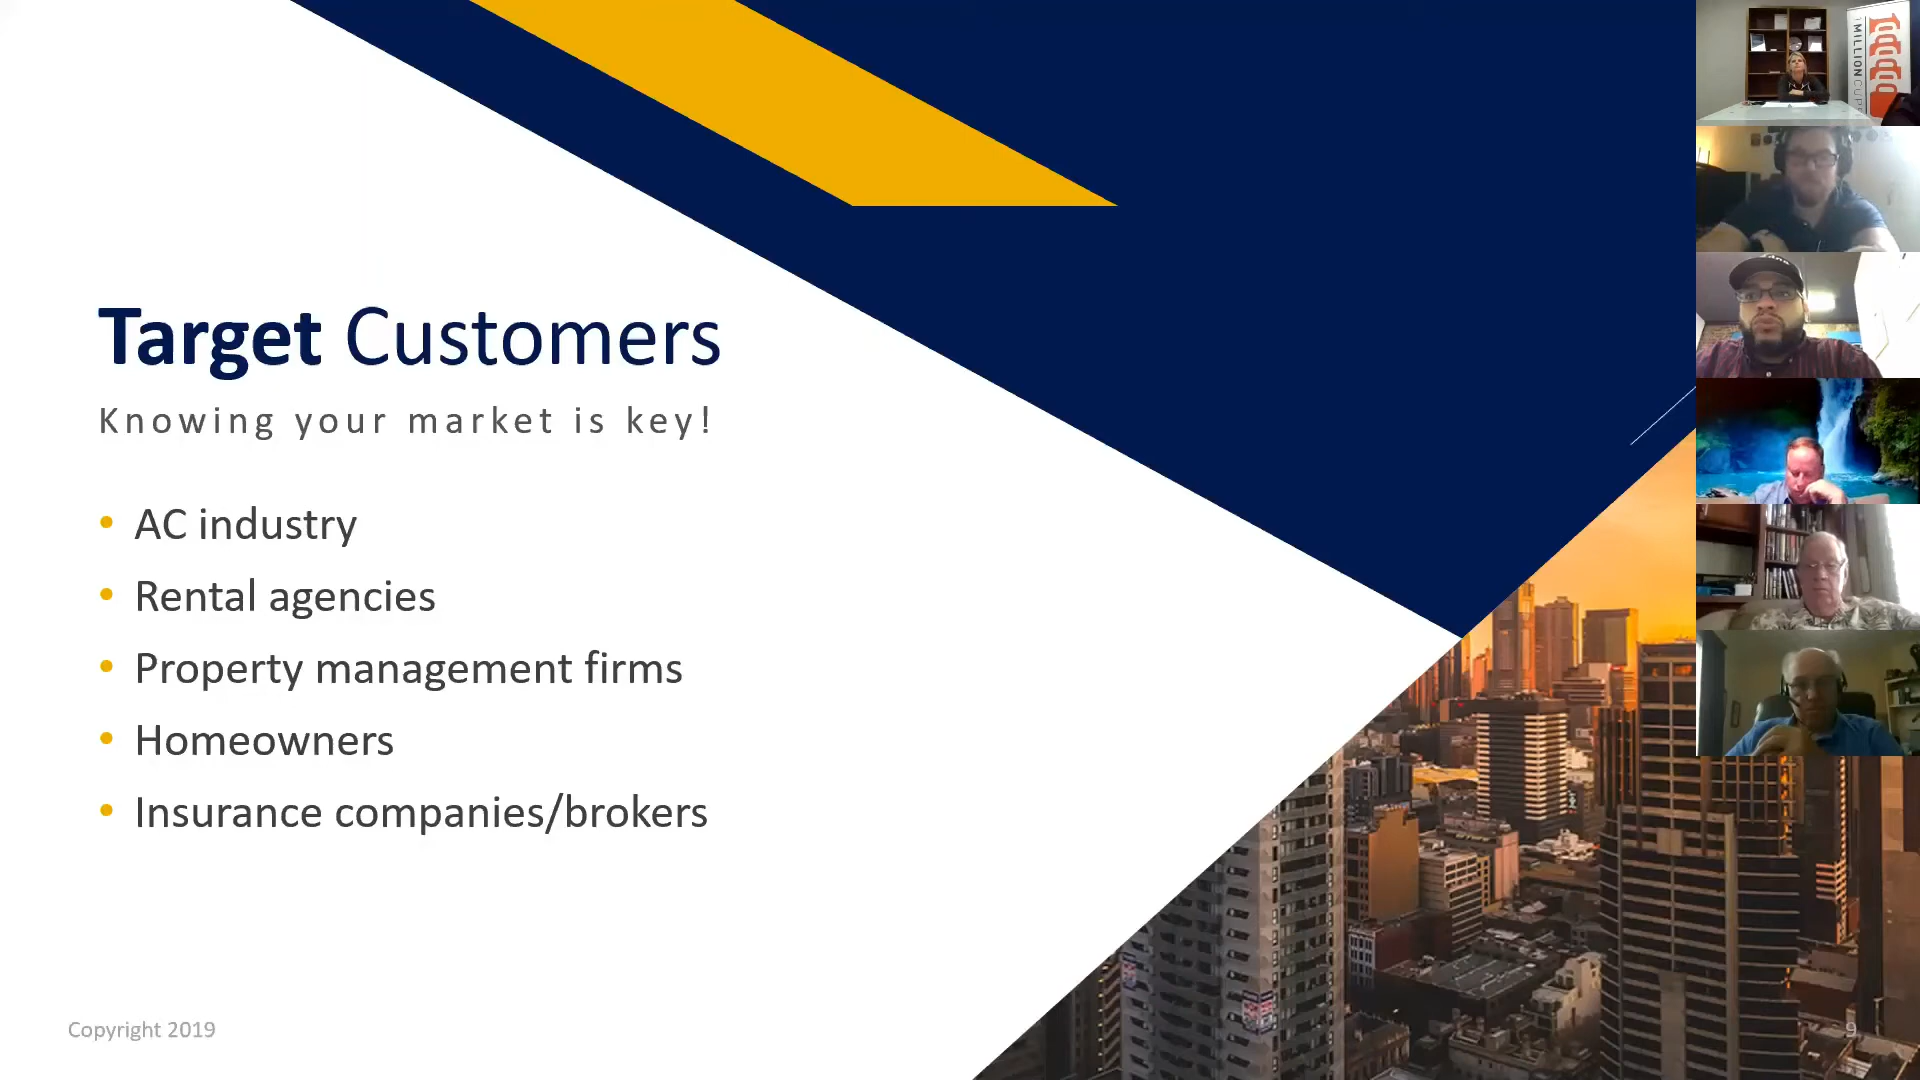 Target Customers
Knowing your market is key!
• AC industry
• Rental agencies
• Property management firms
• Homeowners
• Insurance companies/brokers
Copyright 2019
9
1 MILLION CUPS